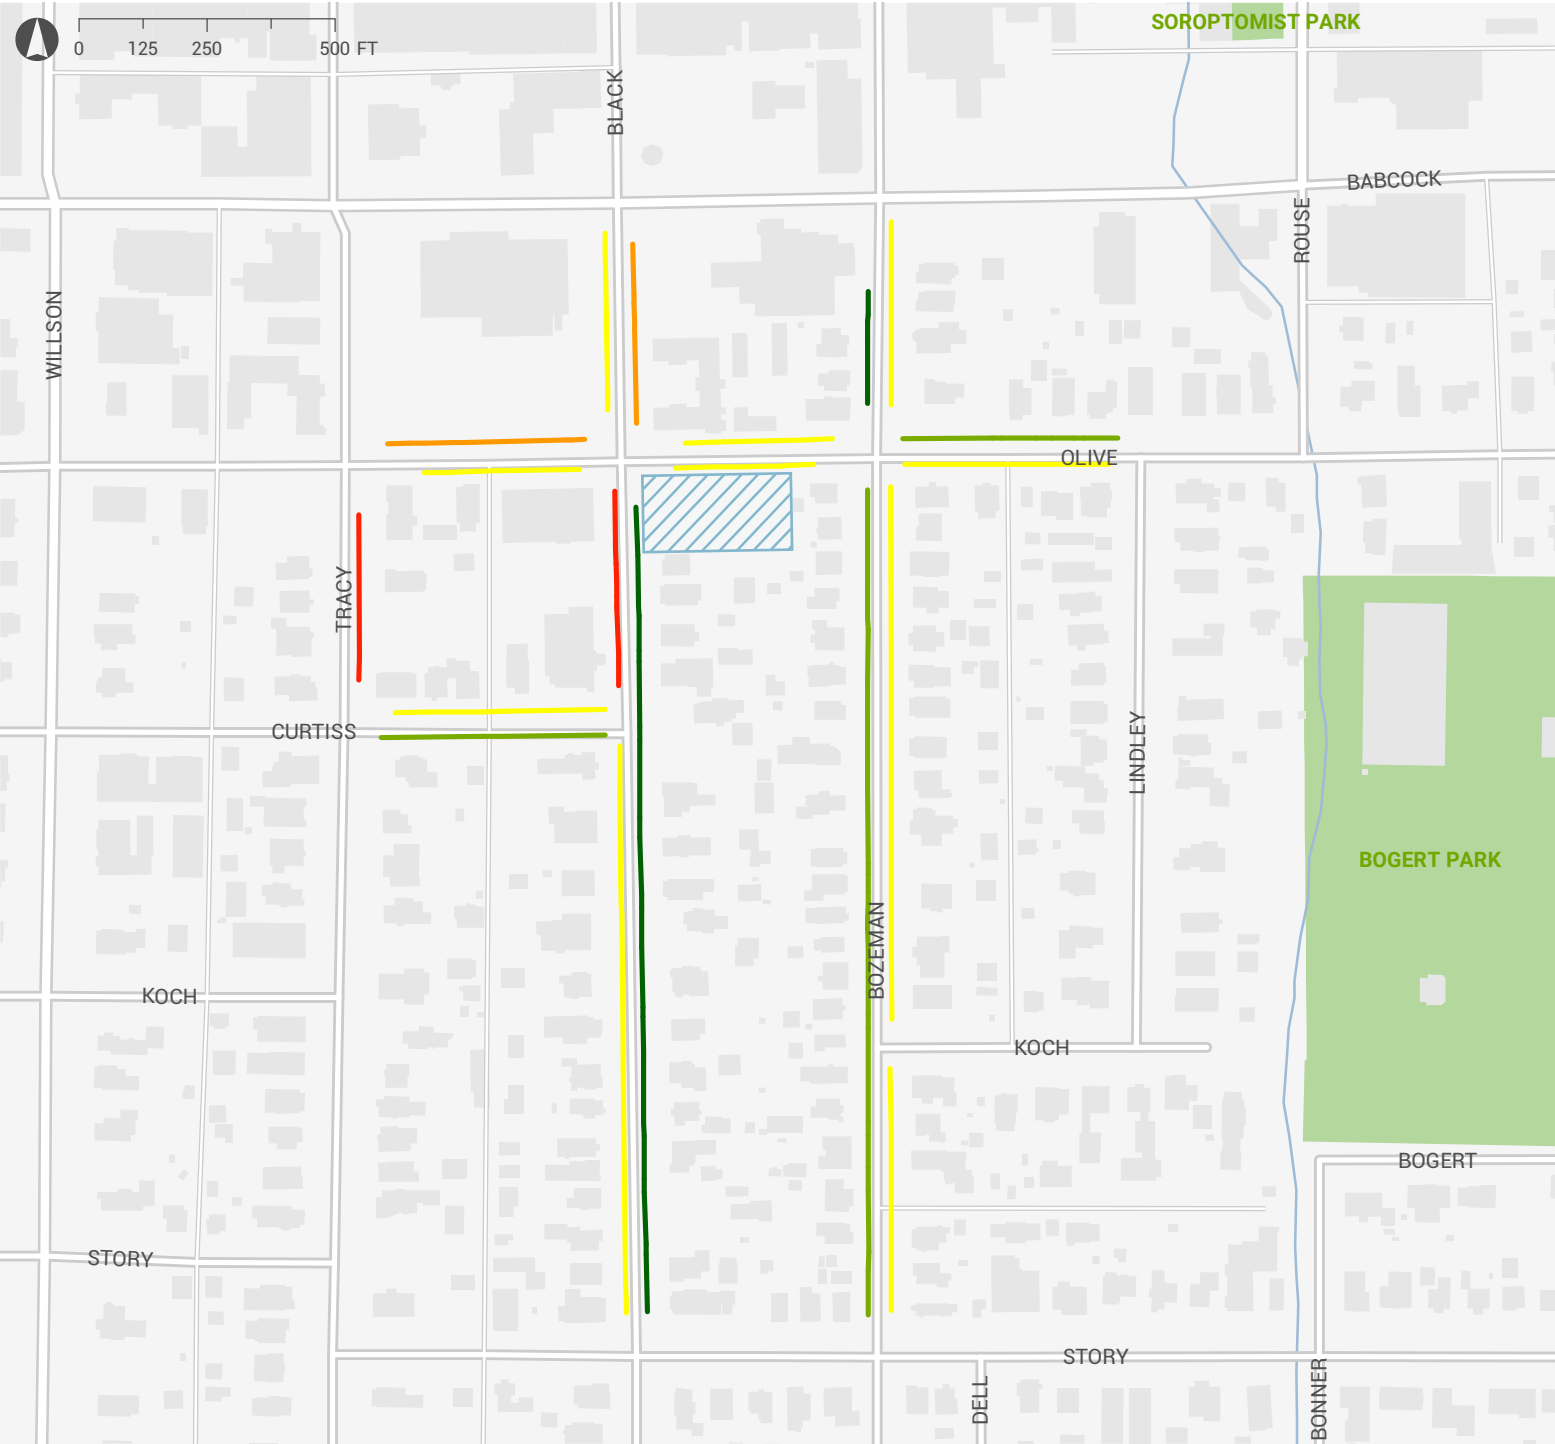 SOROPTOMIST PARK
0 125 250 500 FT
BLACK
BABCOCK
ROUSE
WILLSON
OLIVE
TRACY
CURTISS
LINDLEY
BOGERT PARK
BOZEMAN
KOCH
KOCH
BOGERT
STORY
STORY
DELL
BONNER